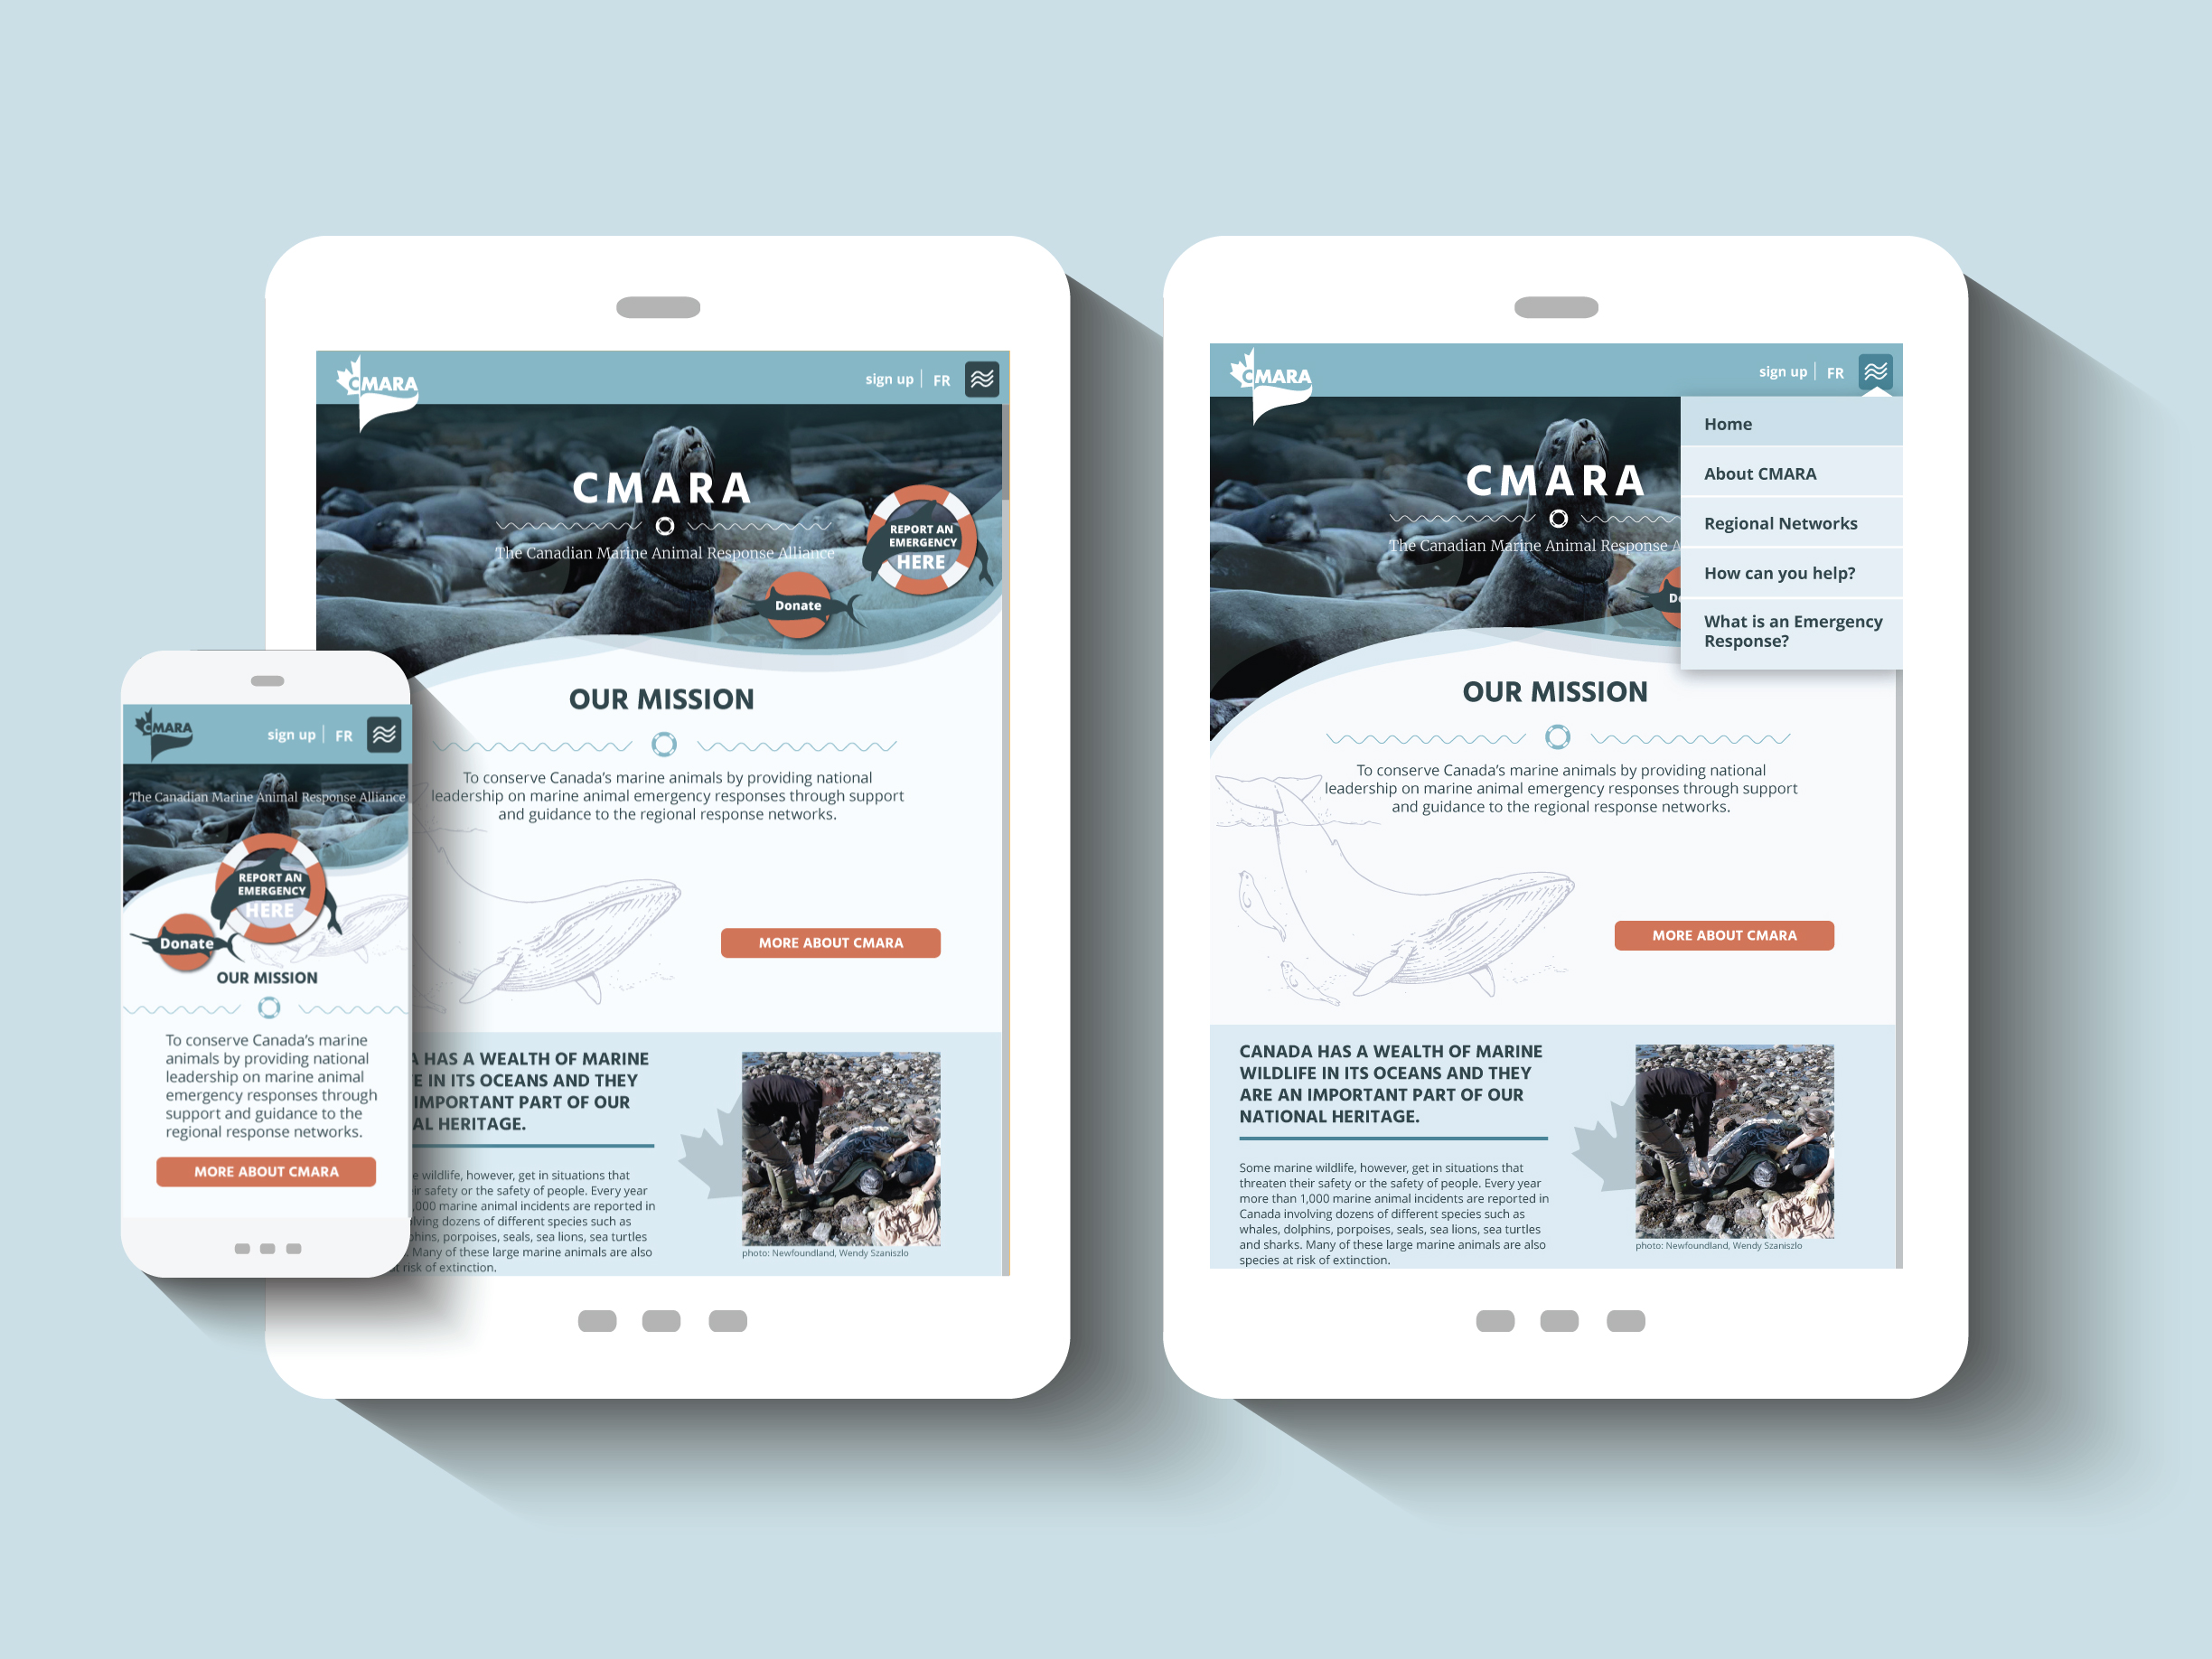 CMARA
sign up
FR
The Canadian Marine Animal Response Alliance
REPORT AN
EMERGENCY
HERE
Donate
OUR MISSION
To conserve Canada's marine
animals by providing national
leadership on marine animal
emergency responses through
support and guidance to the
regional response networks.
MORE ABOUT CMARA
CMARA
sign up
FR
CMARA
The Canadian Marine Animal Response Alliance
REPORT AN
EMERGENCY
HERE
Donate
OUR MISSION
To conserve Canada's marine animals by providing national
leadership on marine animal emergency responses through support
and guidance to the regional response networks.
MORE ABOUT CMARA
A HAS A WEALTH OF MARINE
E IN ITS OCEANS AND THEY
IMPORTANT PART OF OUR
AL HERITAGE.
e wildlife, however, get in situations that
eir safety or the safety of people. Every year
,000 marine animal incidents are reported in
lving dozens of different species such as
phins, porpoises, seals, sea lions, sea turtles
. Many of these large marine animals are also
t risk of extinction.
photo: Newfoundland, Wendy Szaniszlo
CMARA
sign up
FR
Home
About CMARA
Regional Networks
How can you help?
What is an Emergency
Response?
CMARA
The Canadian Marine Animal Response A
Do
OUR MISSION
To conserve Canada's marine animals by providing national
leadership on marine animal emergency responses through support
and guidance to the regional response networks.
MORE ABOUT CMARA
CANADA HAS A WEALTH OF MARINE
WILDLIFE IN ITS OCEANS AND THEY
ARE AN IMPORTANT PART OF OUR
NATIONAL HERITAGE.
Some marine wildlife, however, get in situations that
threaten their safety or the safety of people. Every year
more than 1,000 marine animal incidents are reported in
Canada involving dozens of different species such as
whales, dolphins, porpoises, seals, sea lions, sea turtles
and sharks. Many of these large marine animals are also
species at risk of extinction.
photo: Newfoundland, Wendy Szaniszlo